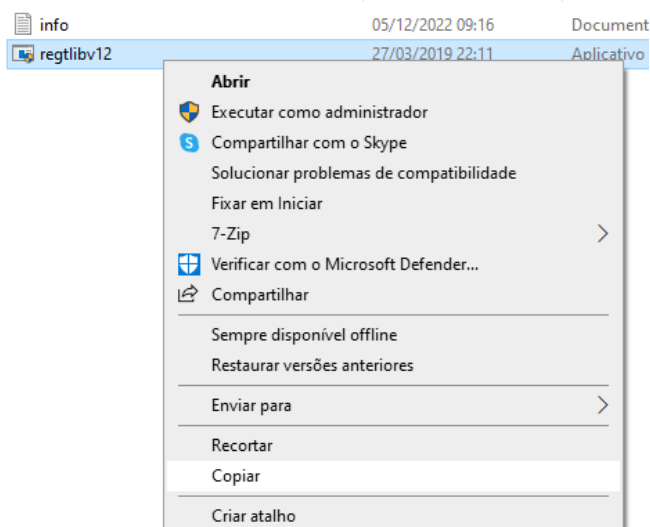 info 05/12/2022 09:16 Document
regtlibv12 27/03/2019 22:11 Aplicativo
Abrir
Executar como administrador
Compartilhar com o Skype
Solucionar problemas de compatibilidade
Fixar em Iniciar
7-Zip
Verificar com o Microsoft Defender...
Compartilhar
Sempre disponível offline
Restaurar versões anteriores
Enviar para
Recortar
Copiar
Criar atalho